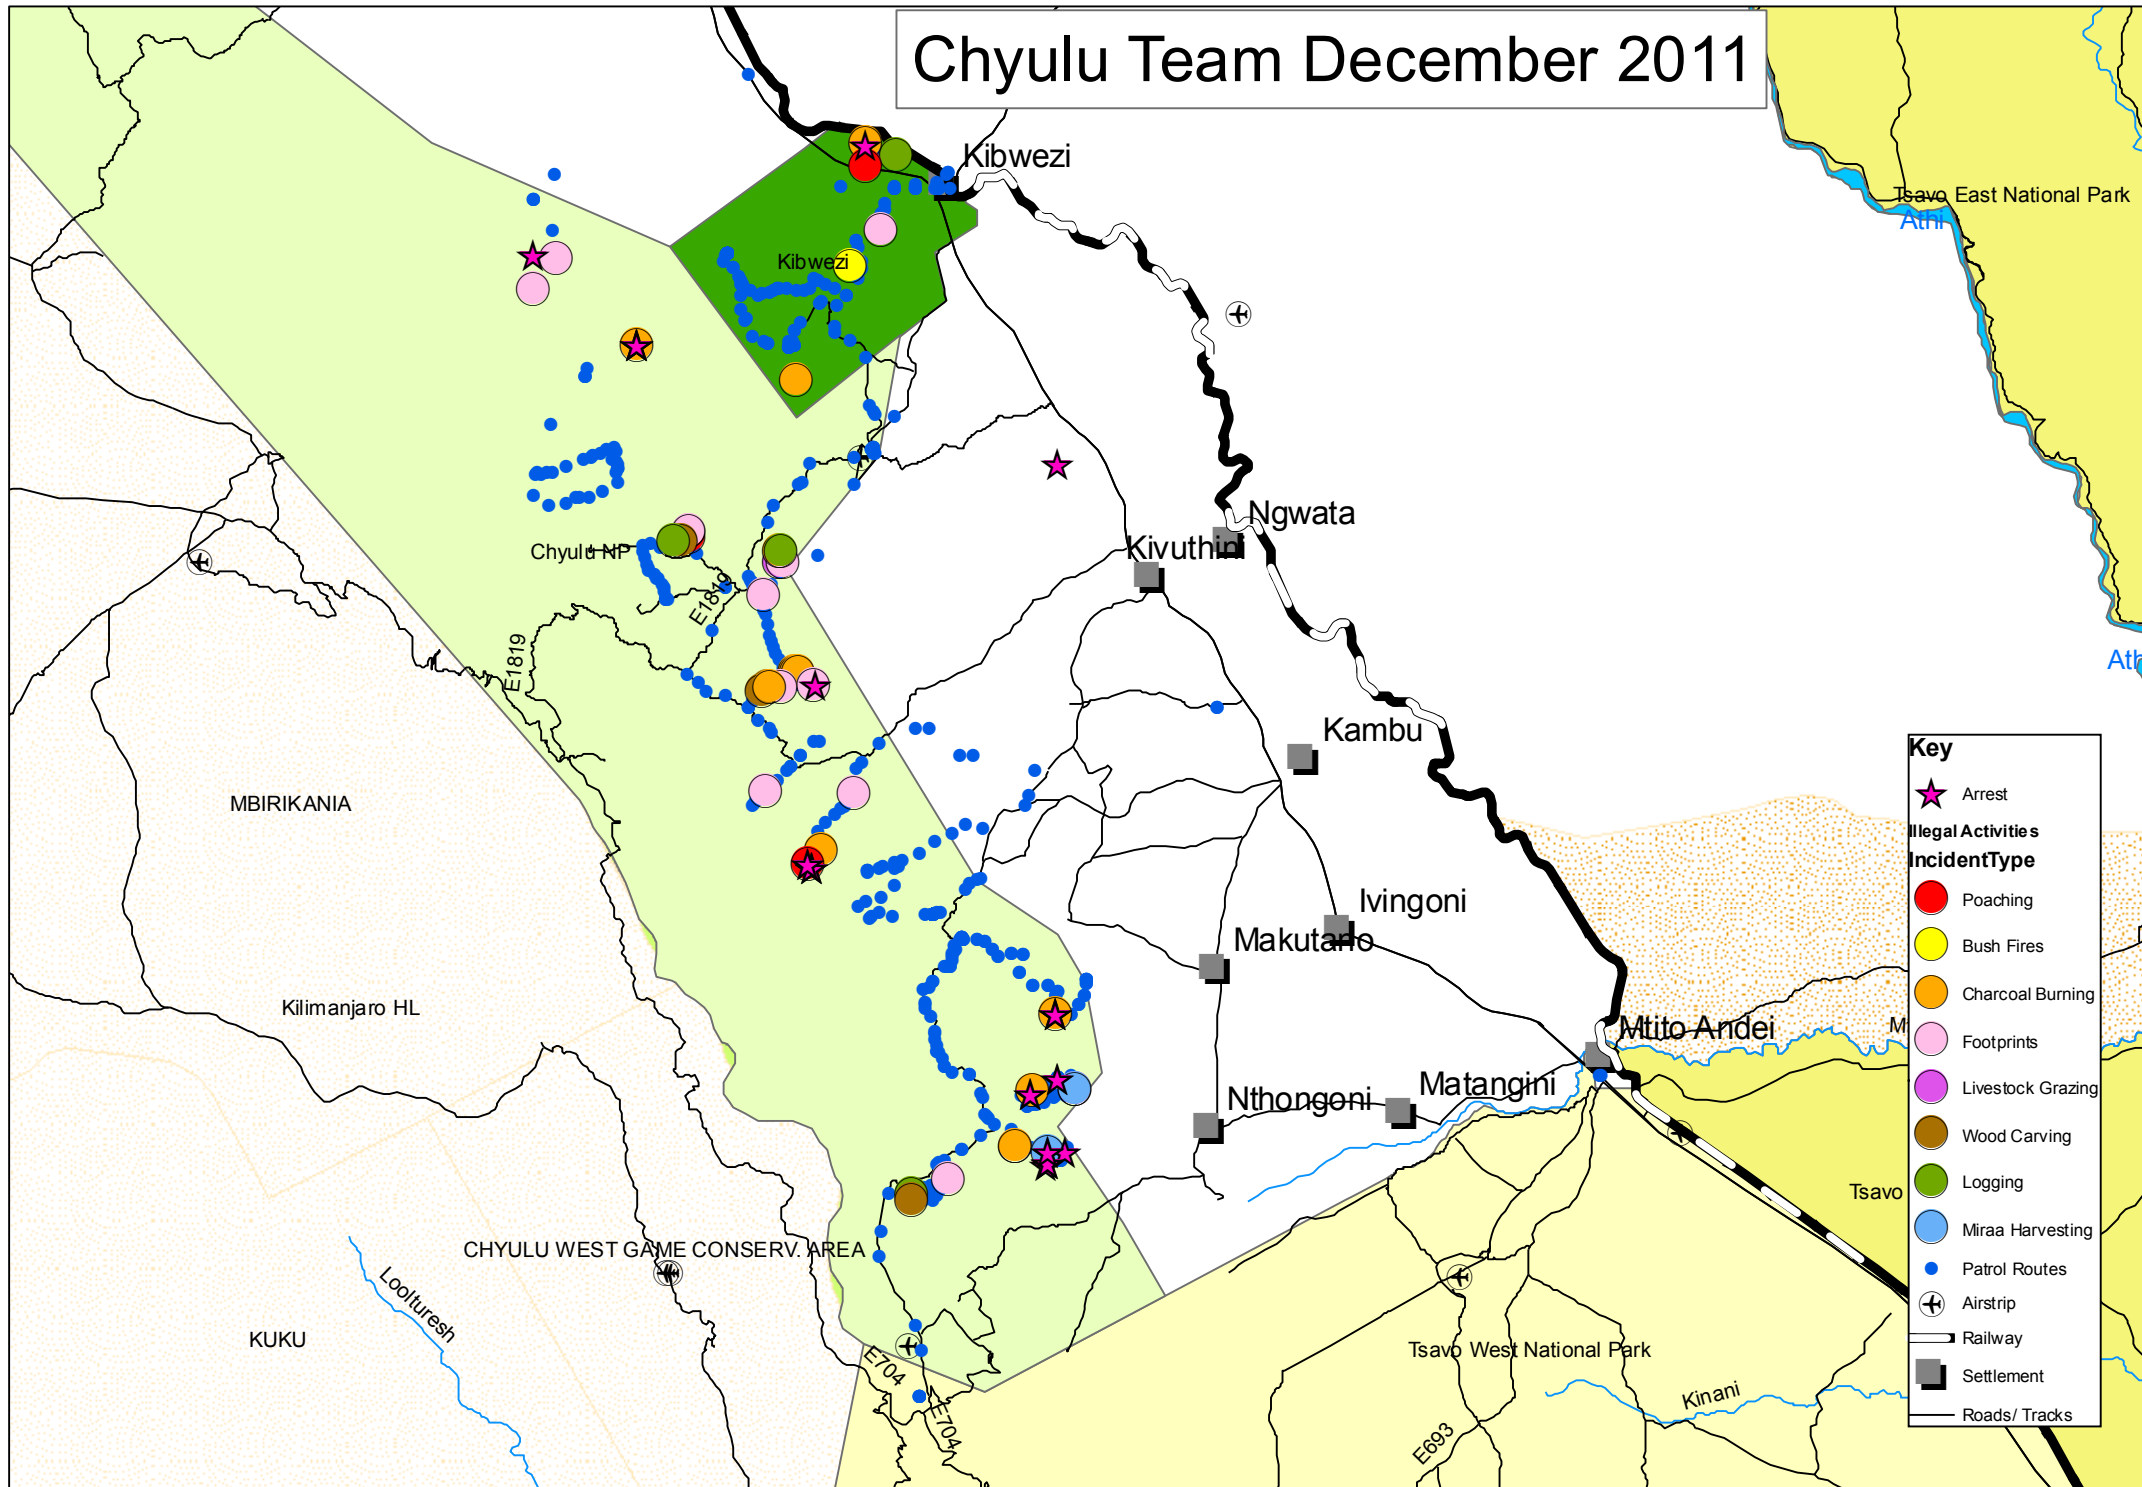 Chyulu Team December 2011
Kibwezi
Tsavo East National Park
Athi
Kibwezi
Ngwata
Kivuthini
Chyulu NP
E1819
E1819
Kambu
MBIRIKANIA
Ivingoni
Makutano
Kilimanjaro HL
Mtito Andei
Matangini
Nthongoni
Tsavo
CHYULU WEST GAME CONSERV. AREA
Loolturesh
KUKU
Tsavo West National Park
E704
E704
Kinani
E693
Key
Arrest
Illegal Activities
IncidentType
Poaching
Bush Fires
Charcoal Burning
Footprints
Livestock Grazing
Wood Carving
Logging
Miraa Harvesting
Patrol Routes
Airstrip
Railway
Settlement
Roads/ Tracks